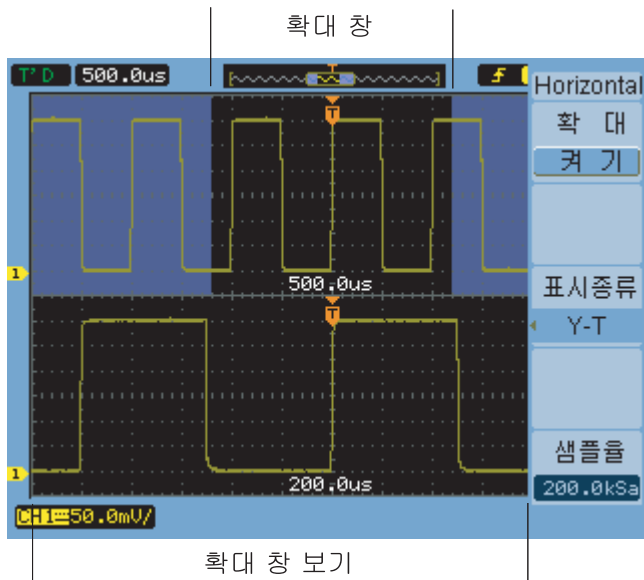 확대 창
T'D 500.0us
T
Horizontal
확 대
켜 기
T
1
500.0us
표시종류
T
Y-T
샘플율
1
200.0us
200.0kSa
CH1 50.0mV/
확대 창 보기